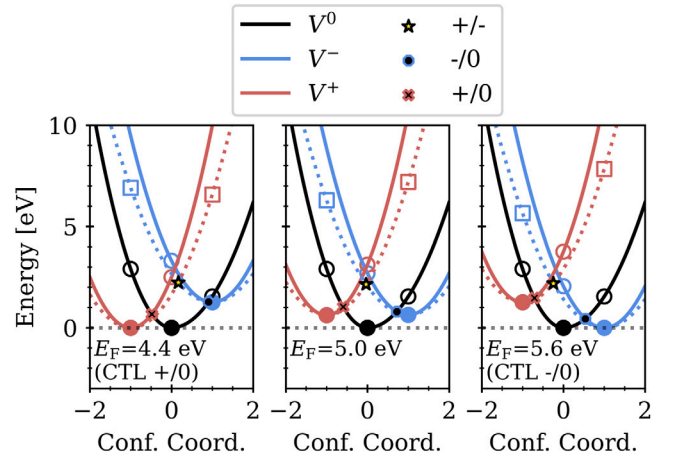 V⁰ +/-
V⁻ -/0
V⁺ +/0
10
5
0
Energy [eV]
E_F=4.4 eV
(CTL +/0)
E_F=5.0 eV
E_F=5.6 eV
(CTL -/0)
−2 0 2 −2 0 2 −2 0 2
Conf. Coord. Conf. Coord. Conf. Coord.